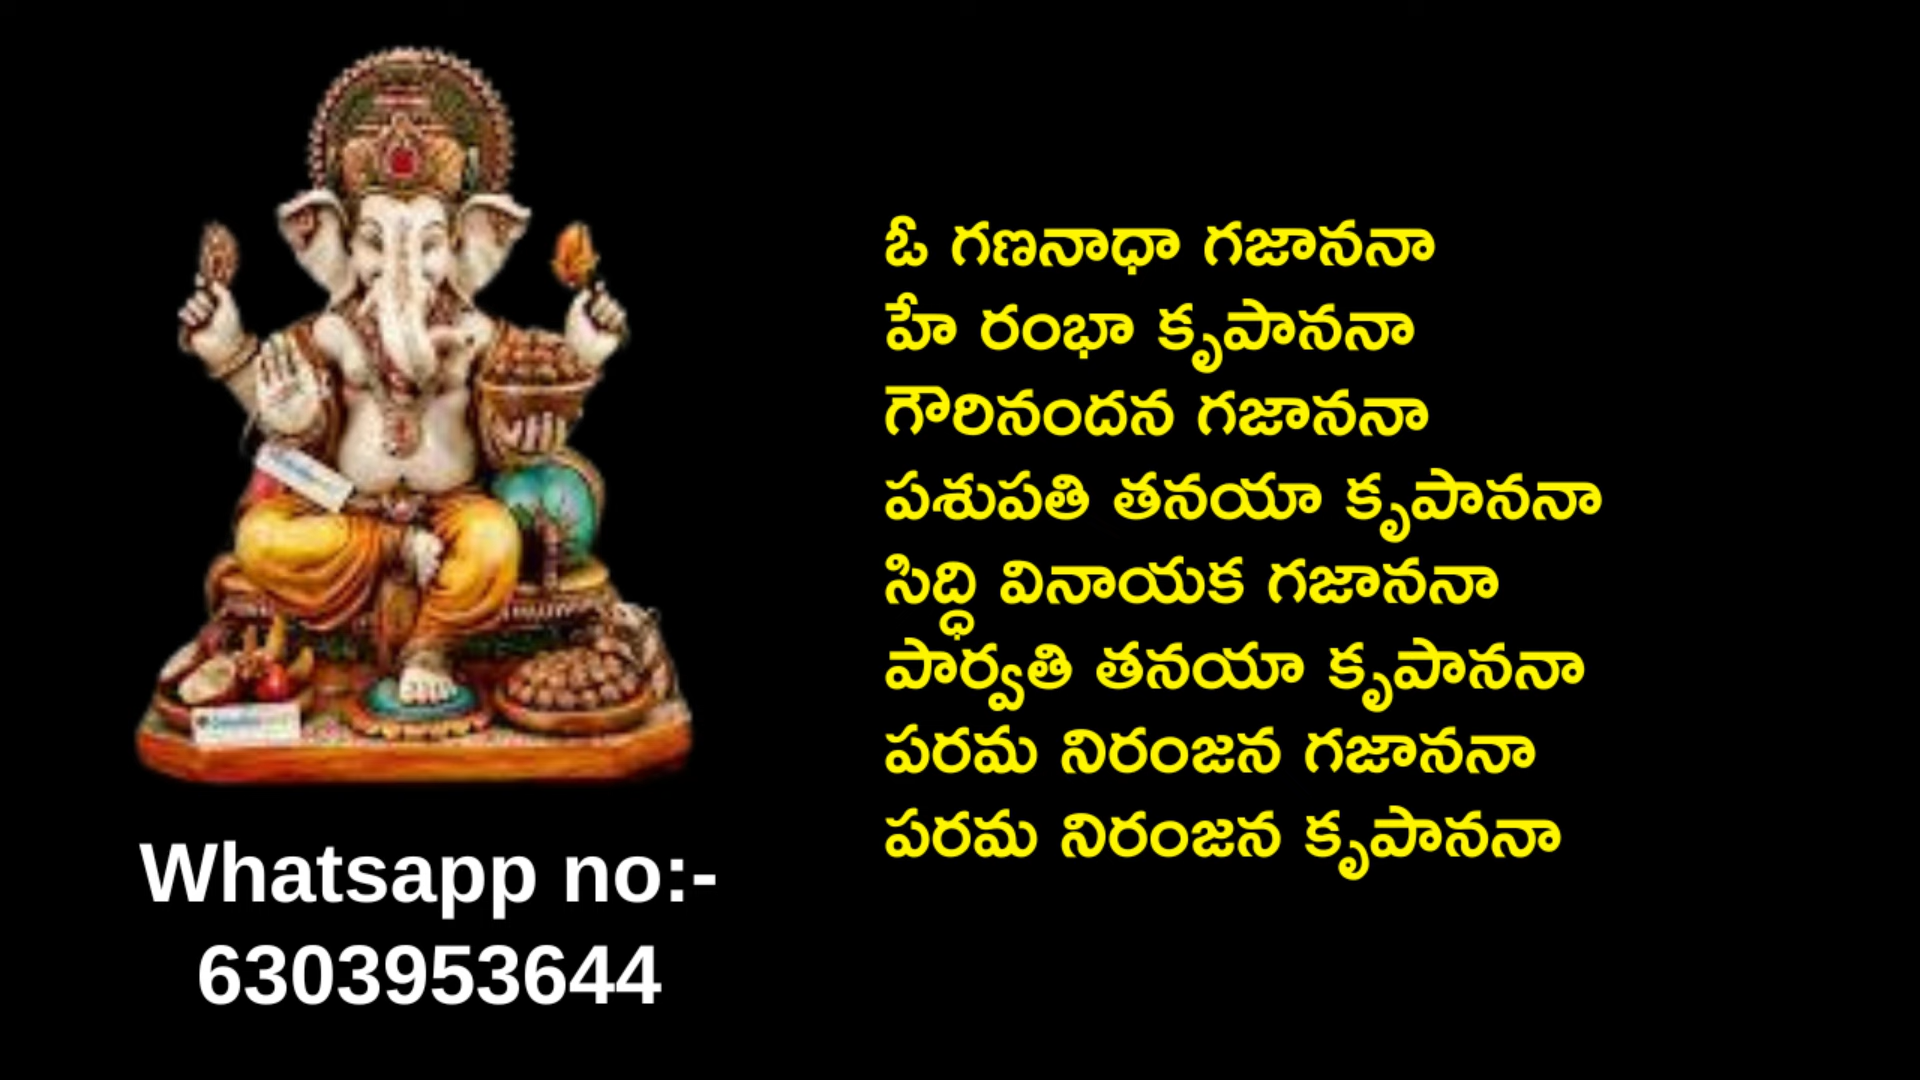 ఓ గణనాధా గజాననా
హే రంభా కృపాననా
గౌరినందన గజాననా
పశుపతి తనయా కృపాననా
సిద్ధి వినాయక గజాననా
పార్వతి తనయా కృపాననా
పరమ నిరంజన గజాననా
పరమ నిరంజన కృపాననా
Whatsapp no:-
6303953644